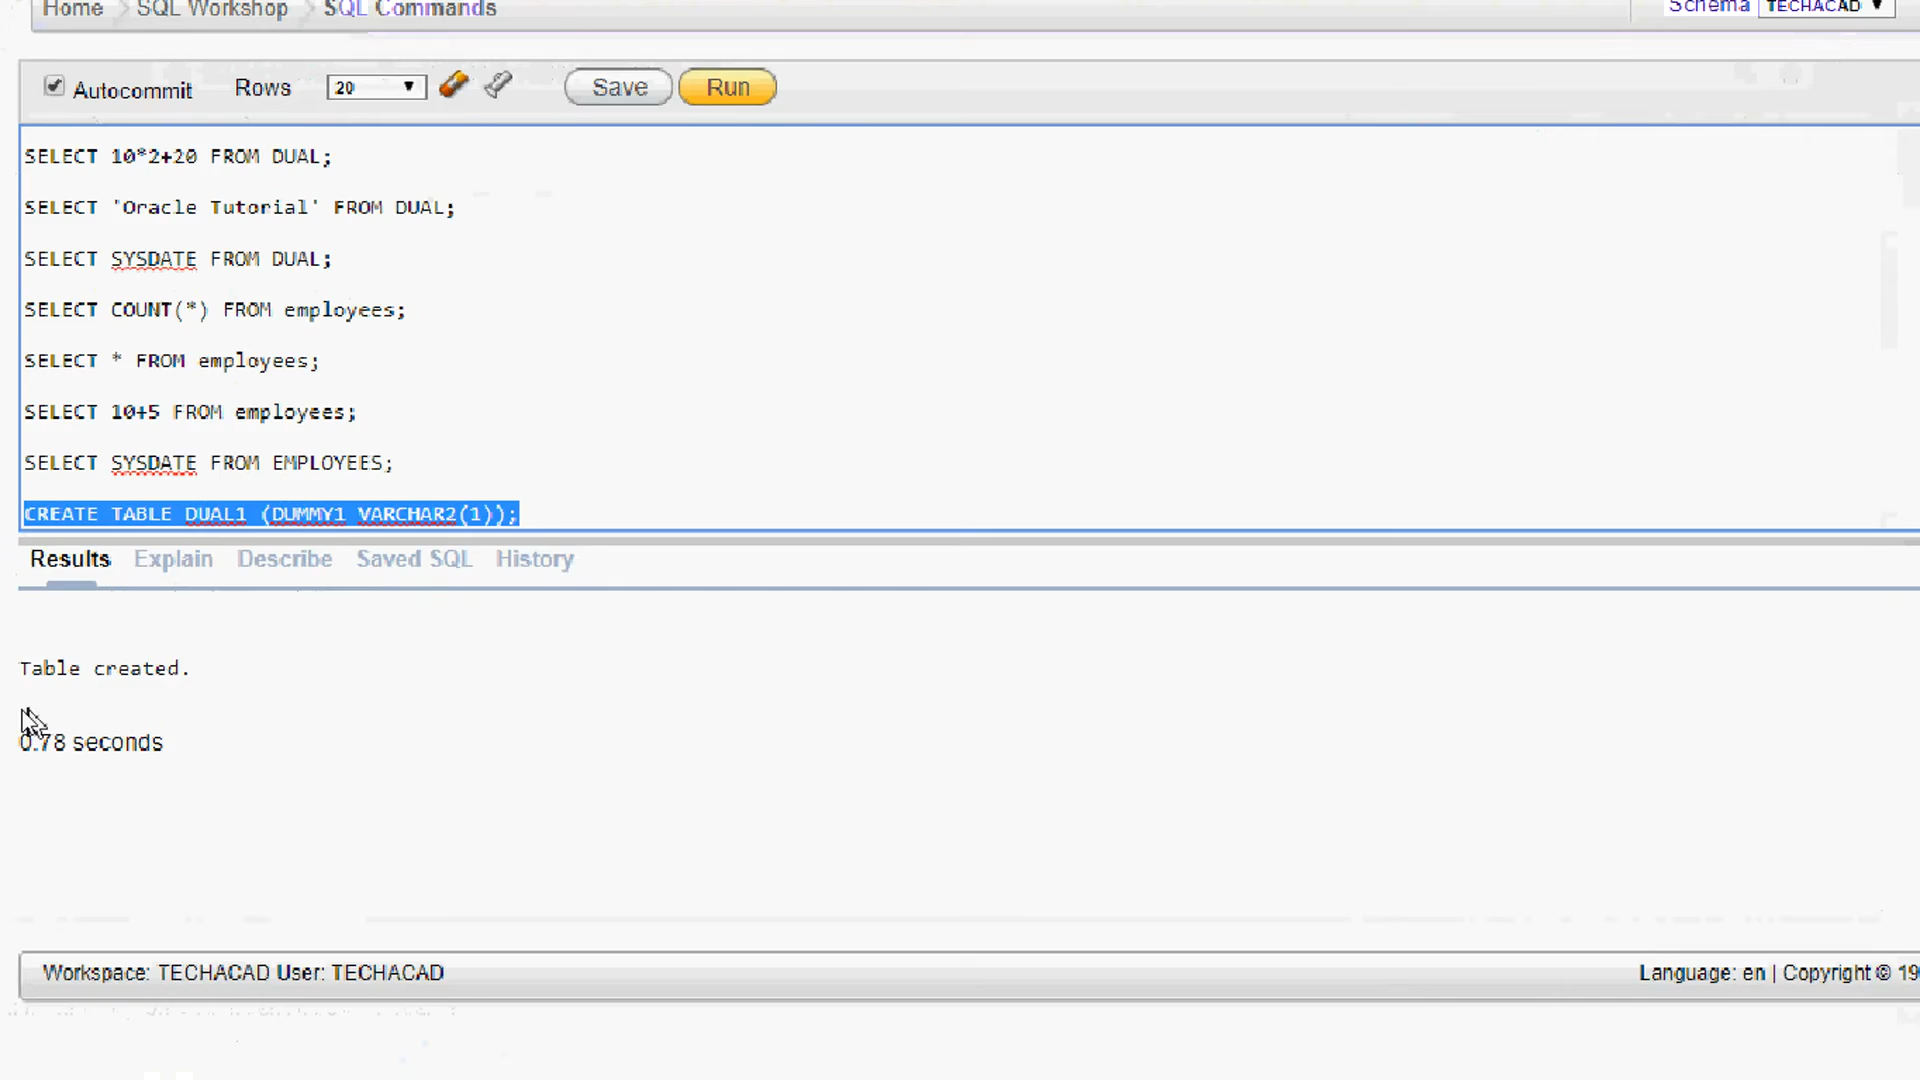 Home SQL Workshop SQL Commands
Schema TECHACAD
Autocommit Rows 20 Save Run
SELECT 10*2+20 FROM DUAL;
SELECT 'Oracle Tutorial' FROM DUAL;
SELECT SYSDATE FROM DUAL;
SELECT COUNT(*) FROM employees;
SELECT * FROM employees;
SELECT 10+5 FROM employees;
SELECT SYSDATE FROM EMPLOYEES;
CREATE TABLE DUAL1 (DUMMY1 VARCHAR2(1));
Results Explain Describe Saved SQL History
Table created.
0.78 seconds
Workspace: TECHACAD User: TECHACAD
Language: en | Copyright © 19